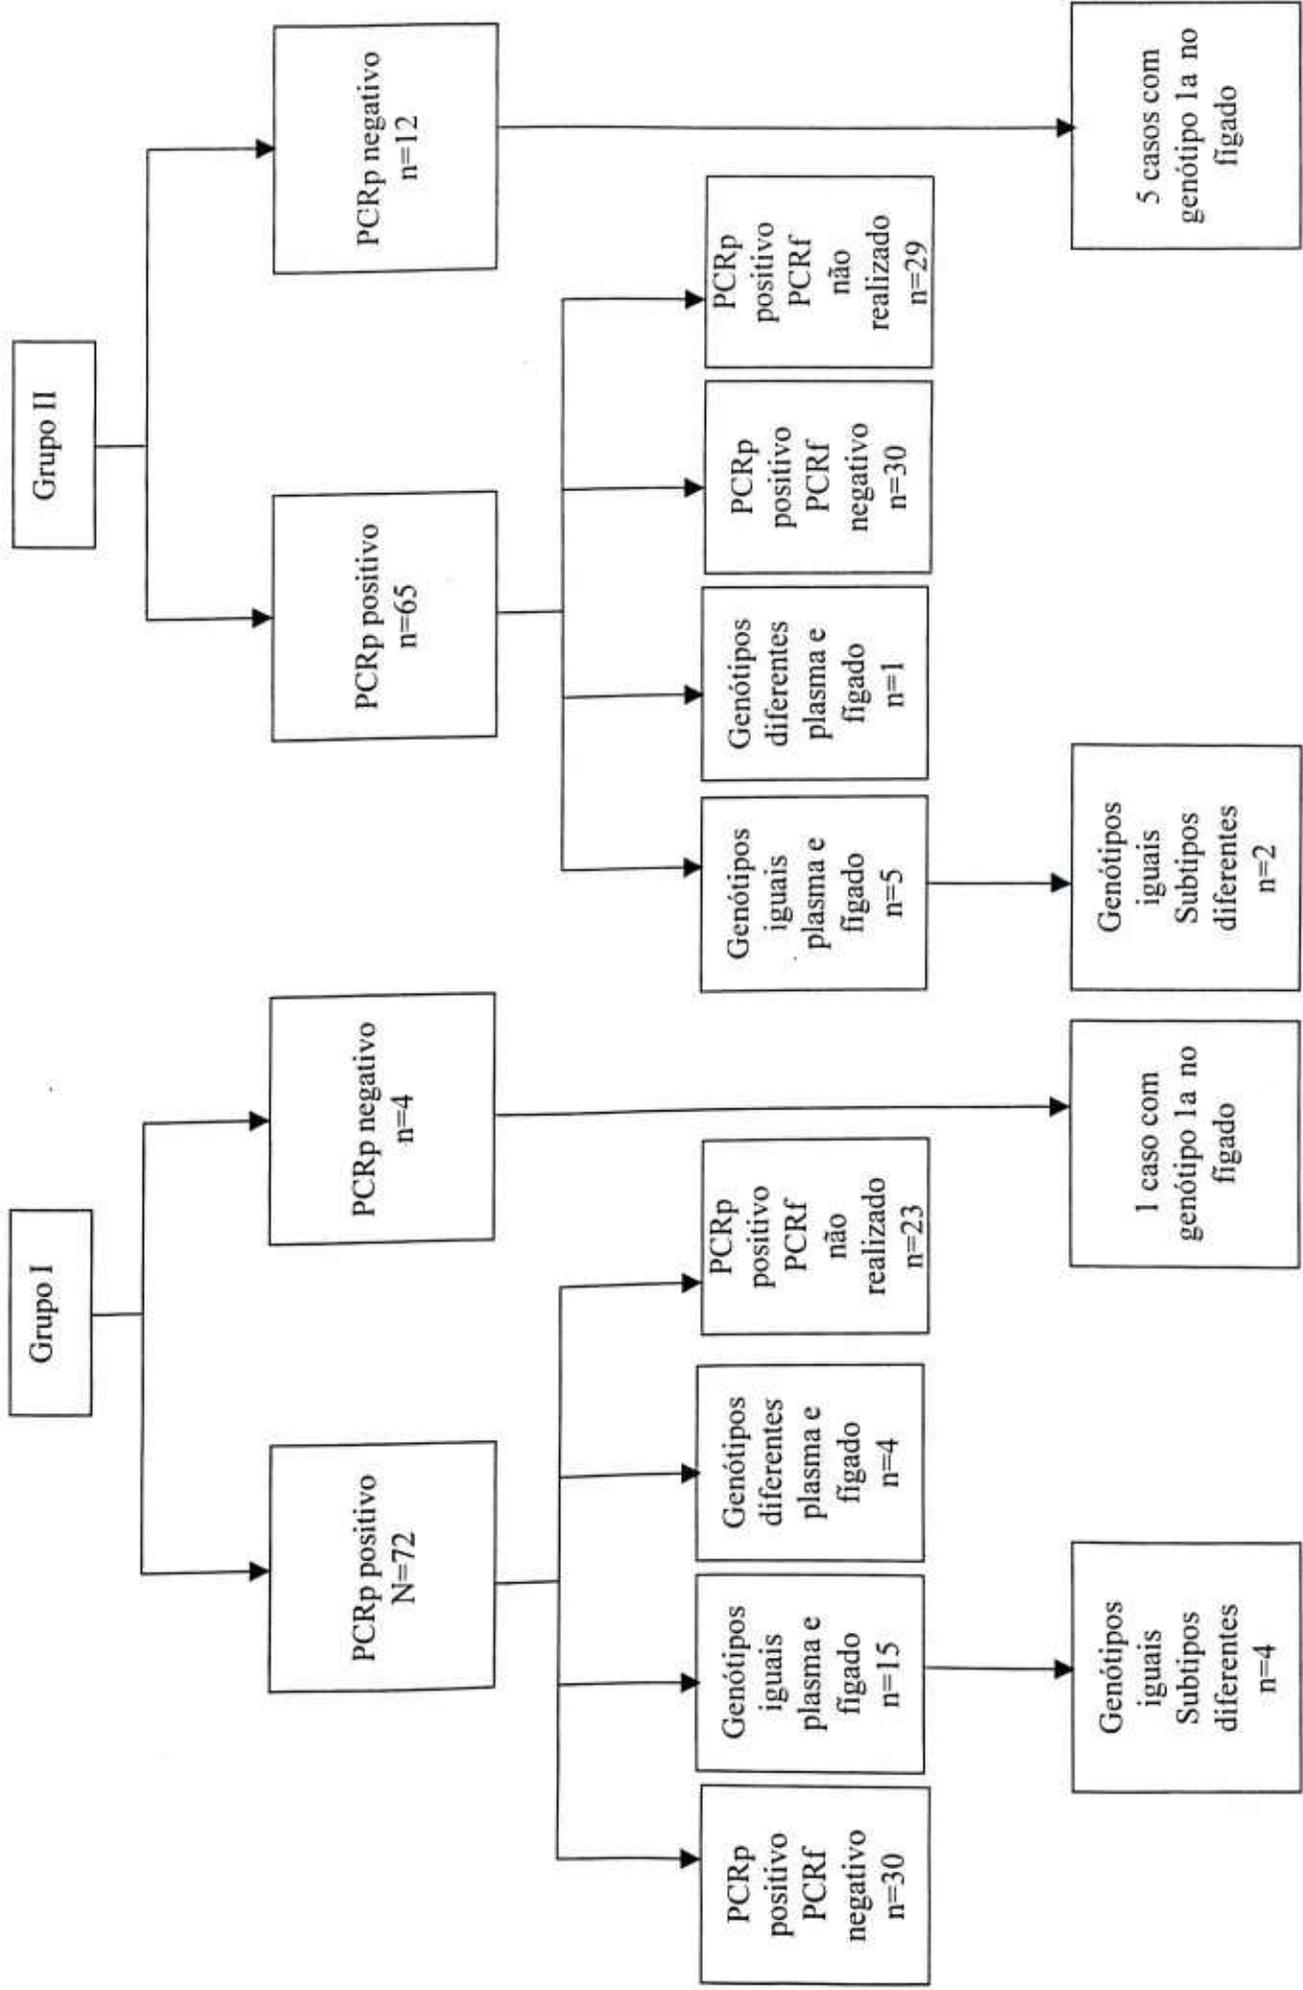 Grupo I
PCRp positivo
N=72
PCRp negativo
n=4
PCRp
positivo
PCRf
negativo
n=30
Genótipos
iguais
plasma e
fígado
n=15
Genótipos
diferentes
plasma e
fígado
n=4
PCRp
positivo
PCRf
não
realizado
n=23
Genótipos
iguais
Subtipos
diferentes
n=4
1 caso com
genótipo 1a no
fígado
Grupo II
PCRp positivo
n=65
PCRp negativo
n=12
Genótipos
iguais
plasma e
fígado
n=5
Genótipos
diferentes
plasma e
fígado
n=1
PCRp
positivo
PCRf
negativo
n=30
PCRp
positivo
PCRf
não
realizado
n=29
Genótipos
iguais
Subtipos
diferentes
n=2
5 casos com
genótipo 1a no
fígado